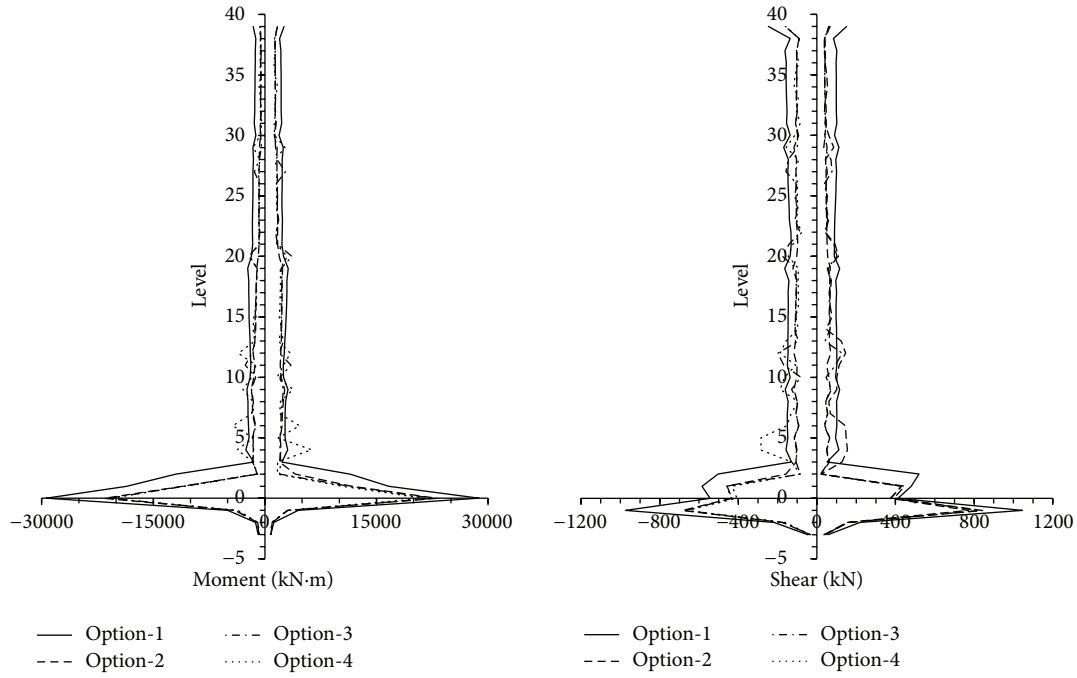 40
35
30
25
20
15
10
5
0
−5
Level
−30000 −15000 0 15000 30000
Moment (kN·m)
Option-1
Option-2
Option-3
Option-4
40
35
30
25
20
15
10
5
0
−5
Level
−1200 −800 −400 0 400 800 1200
Shear (kN)
Option-1
Option-2
Option-3
Option-4